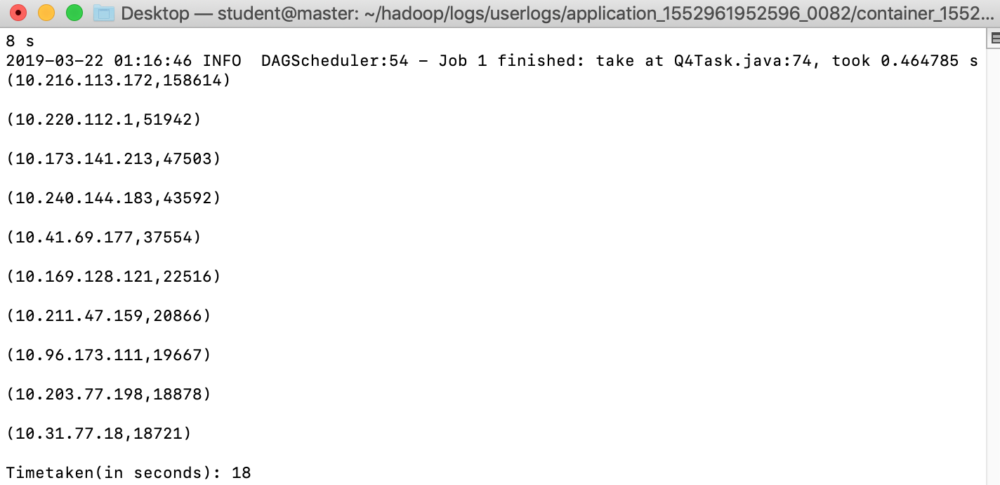 Desktop — student@master: ~/hadoop/logs/userlogs/application_1552961952596_0082/container_1552...
8 s
2019-03-22 01:16:46 INFO  DAGScheduler:54 - Job 1 finished: take at Q4Task.java:74, took 0.464785 s
(10.216.113.172,158614)
(10.220.112.1,51942)
(10.173.141.213,47503)
(10.240.144.183,43592)
(10.41.69.177,37554)
(10.169.128.121,22516)
(10.211.47.159,20866)
(10.96.173.111,19667)
(10.203.77.198,18878)
(10.31.77.18,18721)
Timetaken(in seconds): 18